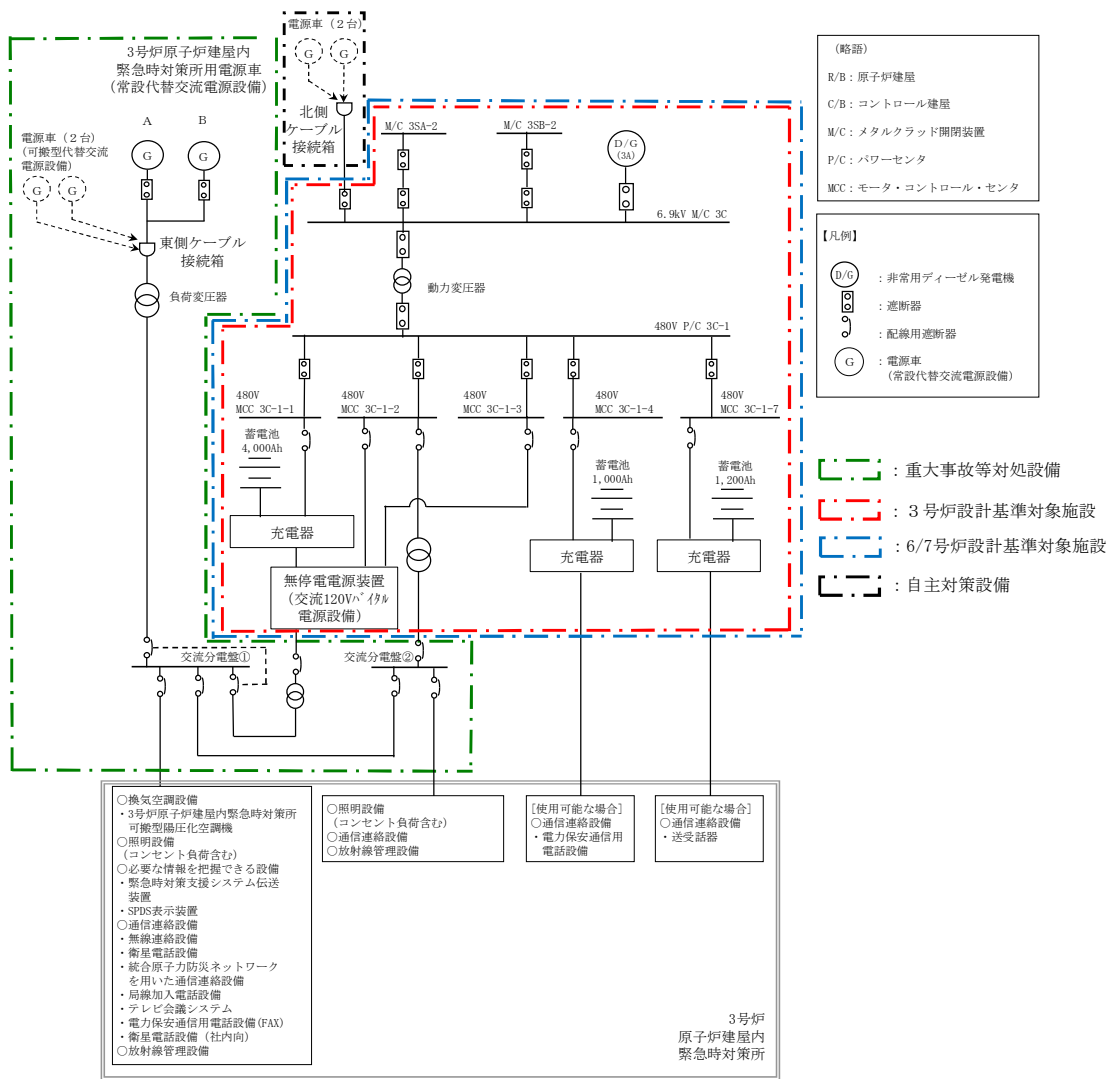 電源車（２台）
G
G
北側
ケーブル
接続箱
3号炉原子炉建屋内
緊急時対策所用電源車
(常設代替交流電源設備)
A
B
G
G
電源車（２台）
(可搬型代替交流
電源設備)
G
G
東側ケーブル
接続箱
負荷変圧器
M/C 3SA-2
M/C 3SB-2
D/G
(3A)
6.9kV M/C 3C
動力変圧器
480V P/C 3C-1
480V
MCC 3C-1-1
480V
MCC 3C-1-2
480V
MCC 3C-1-3
480V
MCC 3C-1-4
480V
MCC 3C-1-7
蓄電池
4,000Ah
蓄電池
1,000Ah
蓄電池
1,200Ah
充電器
充電器
充電器
無停電電源装置
(交流120Vﾊﾞｲﾀﾙ
電源設備)
交流分電盤①
交流分電盤②
○換気空調設備
・3号炉原子炉建屋内緊急時対策所
可搬型陽圧化空調機
○照明設備
(コンセント負荷含む)
○必要な情報を把握できる設備
・緊急時対策支援システム伝送
装置
・SPDS表示装置
○通信連絡設備
・無線連絡設備
・衛星電話設備
・統合原子力防災ネットワーク
を用いた通信連絡設備
・局線加入電話設備
・テレビ会議システム
・電力保安通信用電話設備(FAX)
・衛星電話設備（社内向）
○放射線管理設備
○照明設備
(コンセント負荷含む)
○通信連絡設備
○放射線管理設備
[使用可能な場合]
○通信連絡設備
・電力保安通信用
電話設備
[使用可能な場合]
○通信連絡設備
・送受話器
3号炉
原子炉建屋内
緊急時対策所
（略語）
R/B：原子炉建屋
C/B：コントロール建屋
M/C：メタルクラッド開閉装置
P/C：パワーセンタ
MCC：モータ・コントロール・センタ
【凡例】
D/G
：非常用ディーゼル発電機
：遮断器
：配線用遮断器
G
：電源車
(常設代替交流電源設備)
：重大事故等対処設備
：３号炉設計基準対象施設
：6/7号炉設計基準対象施設
：自主対策設備